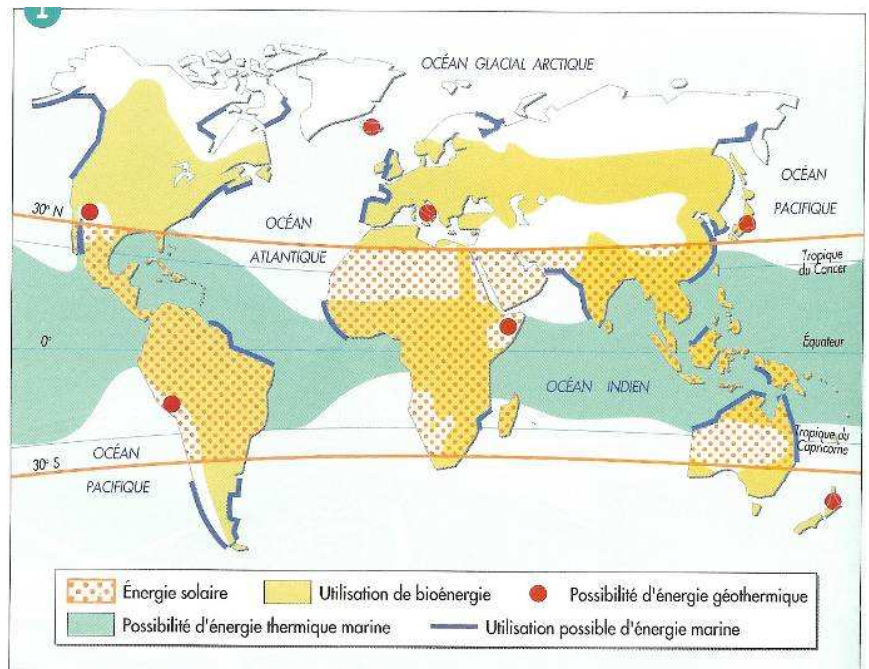 1
OCÉAN GLACIAL ARCTIQUE
OCÉAN
PACIFIQUE
30° N
OCÉAN
ATLANTIQUE
Tropique
du Cancer
0°
Équateur
OCÉAN INDIEN
Tropique du
Capricorne
OCÉAN
30° S
PACIFIQUE
Énergie solaire
Utilisation de bioénergie
Possibilité d'énergie géothermique
Possibilité d'énergie thermique marine
Utilisation possible d'énergie marine